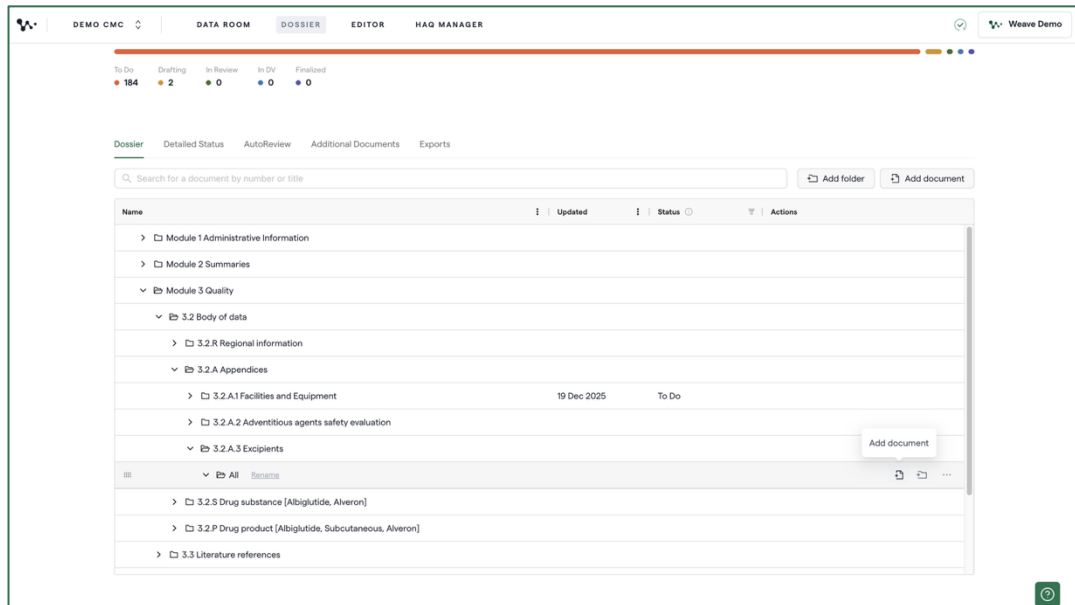 DEMO CMC DATA ROOM DOSSIER EDITOR HAQ MANAGER Weave Demo
To Do Drafting In Review In DV Finalized
184 2 0 0 0
Dossier Detailed Status AutoReview Additional Documents Exports
Search for a document by number or title Add folder Add document
Name Updated Status Actions
Module 1 Administrative Information
Module 2 Summaries
Module 3 Quality
3.2 Body of data
3.2.R Regional information
3.2.A Appendices
3.2.A.1 Facilities and Equipment 19 Dec 2025 To Do
3.2.A.2 Adventitious agents safety evaluation
3.2.A.3 Excipients
Add document
All Rename
3.2.S Drug substance [Albiglutide, Alveron]
3.2.P Drug product [Albiglutide, Subcutaneous, Alveron]
3.3 Literature references